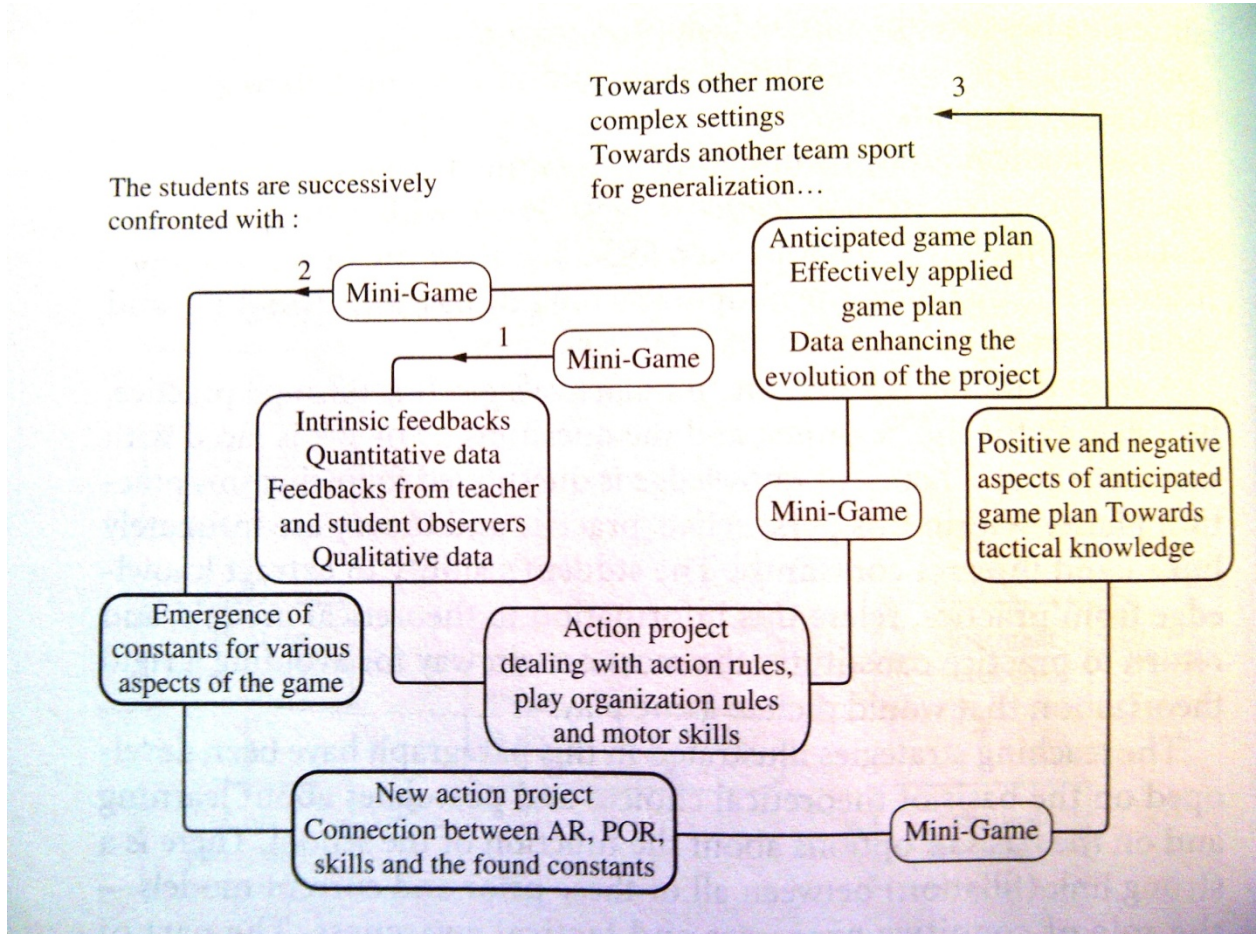 Towards other more
complex settings
Towards another team sport
for generalization...
3
The students are successively
confronted with :
2
Mini-Game
Anticipated game plan
Effectively applied
game plan
Data enhancing the
evolution of the project
1
Mini-Game
Intrinsic feedbacks
Quantitative data
Feedbacks from teacher
and student observers
Qualitative data
Mini-Game
Positive and negative
aspects of anticipated
game plan Towards
tactical knowledge
Emergence of
constants for various
aspects of the game
Action project
dealing with action rules,
play organization rules
and motor skills
New action project
Connection between AR, POR,
skills and the found constants
Mini-Game